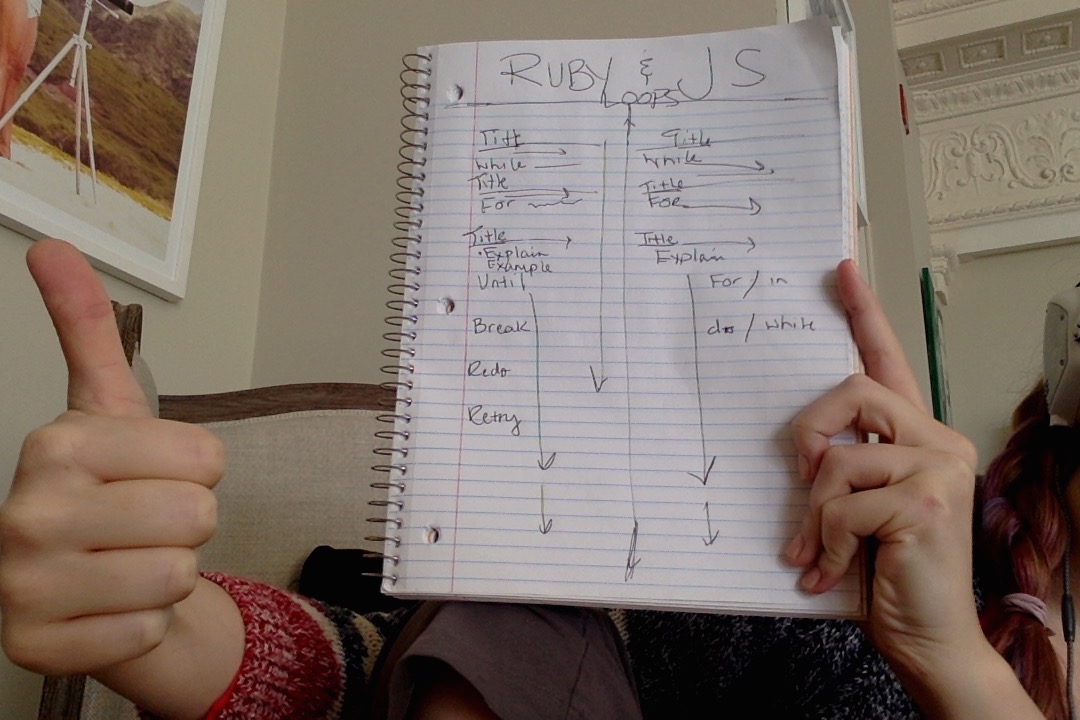 RUBY & JS
LOOPS
Title
While
Title
For
Title
• Explain
Example
Until
Break
Redo
Retry
Title
While
Title
For
Title
Explain
For / in
do / while